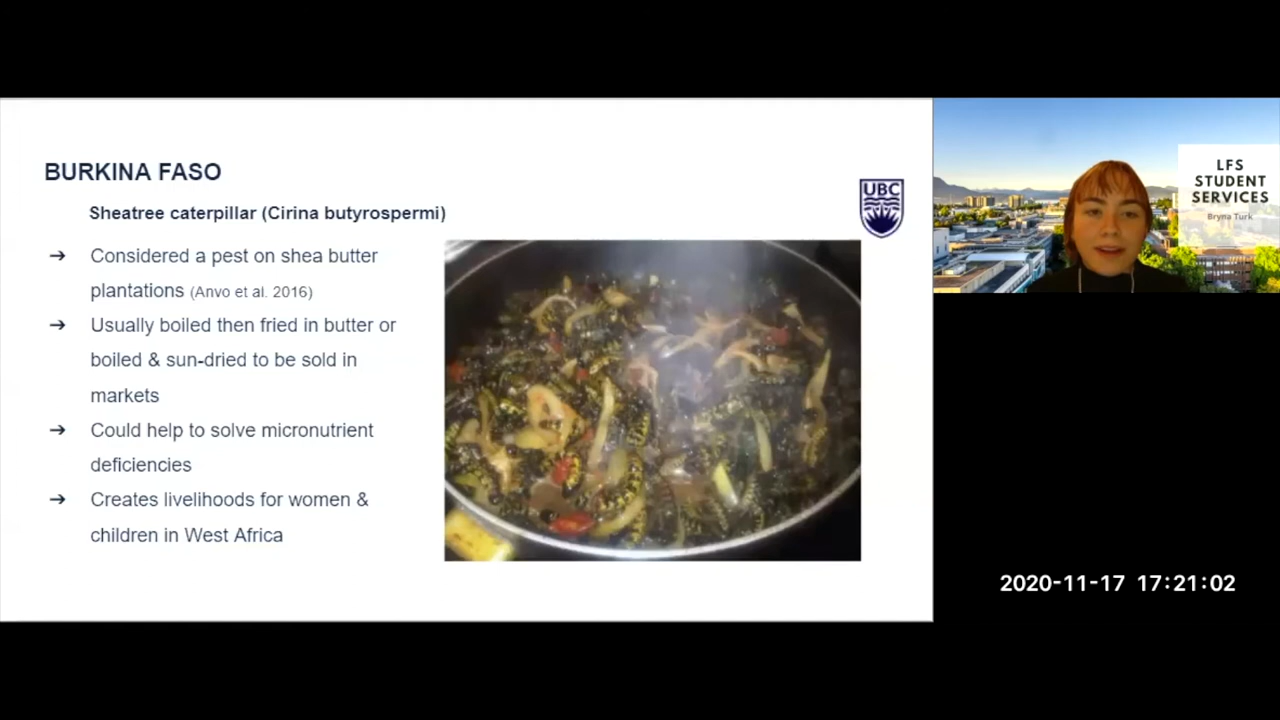 BURKINA FASO
Sheatree caterpillar (Cirina butyrospermi)
➔ Considered a pest on shea butter
plantations (Anvo et al. 2016)
➔ Usually boiled then fried in butter or
boiled & sun-dried to be sold in
markets
➔ Could help to solve micronutrient
deficiencies
➔ Creates livelihoods for women &
children in West Africa
UBC
LFS
STUDENT
SERVICES
Bryna Turk
2020-11-17 17:21:02